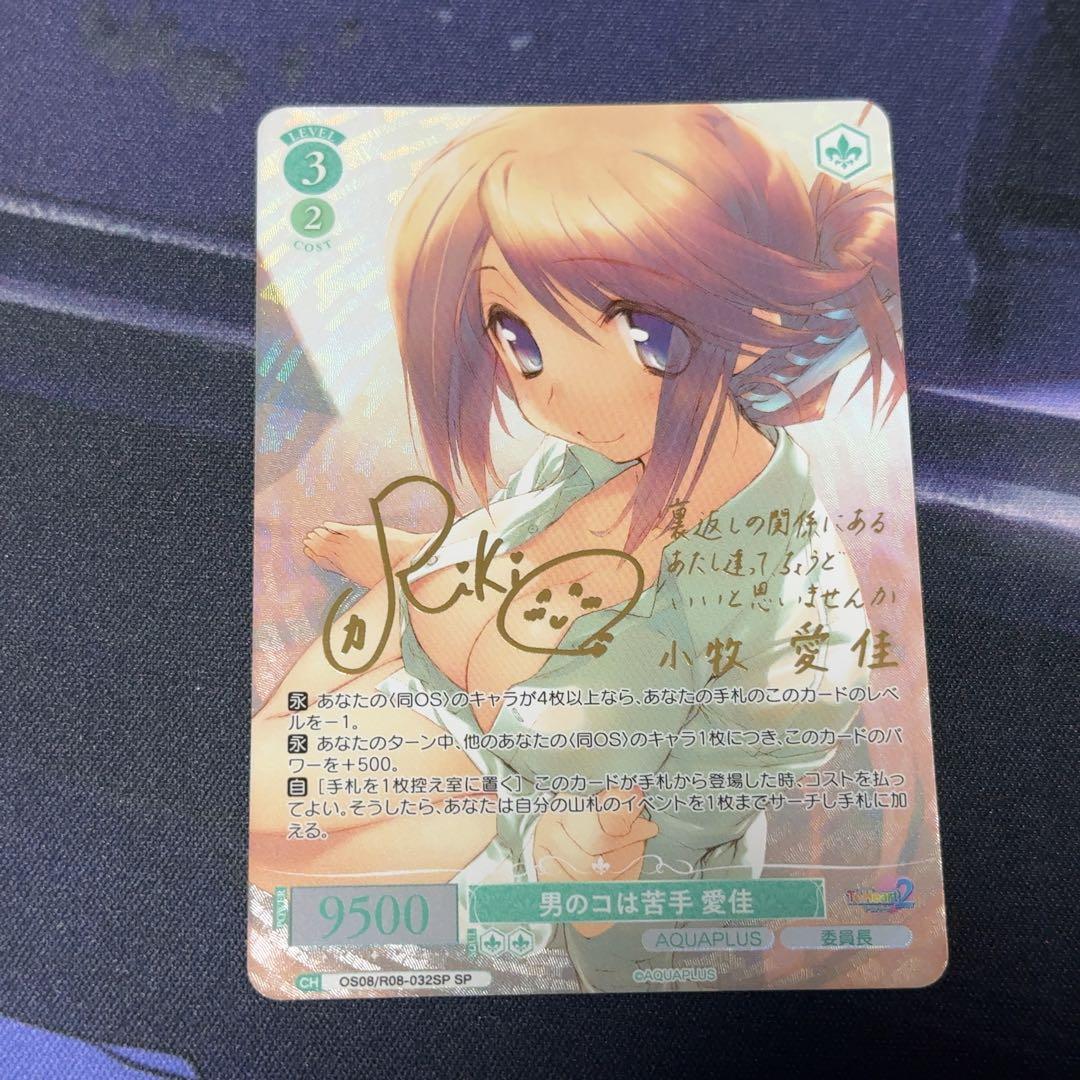 LEVEL
3
2
COST
Riki
カ
裏返しの関係にある
あたし達ってちょうど
いいと思いませんか
小牧 愛佳
永 あなたの《同OS》のキャラが4枚以上なら、あなたの手札のこのカードのレベ
ルを－1。
永 あなたのターン中、他のあなたの《同OS》のキャラ1枚につき、このカードのパ
ワーを＋500。
自 [手札を1枚控え室に置く] このカードが手札から登場した時、コストを払っ
てよい。そうしたら、あなたは自分の山札のイベントを1枚までサーチし手札に加
える。
POWER
9500
SOUL
男のコは苦手 愛佳
ToHeart2
AQUAPLUS
委員長
©AQUAPLUS
CH
OS08/R08-032SP SP